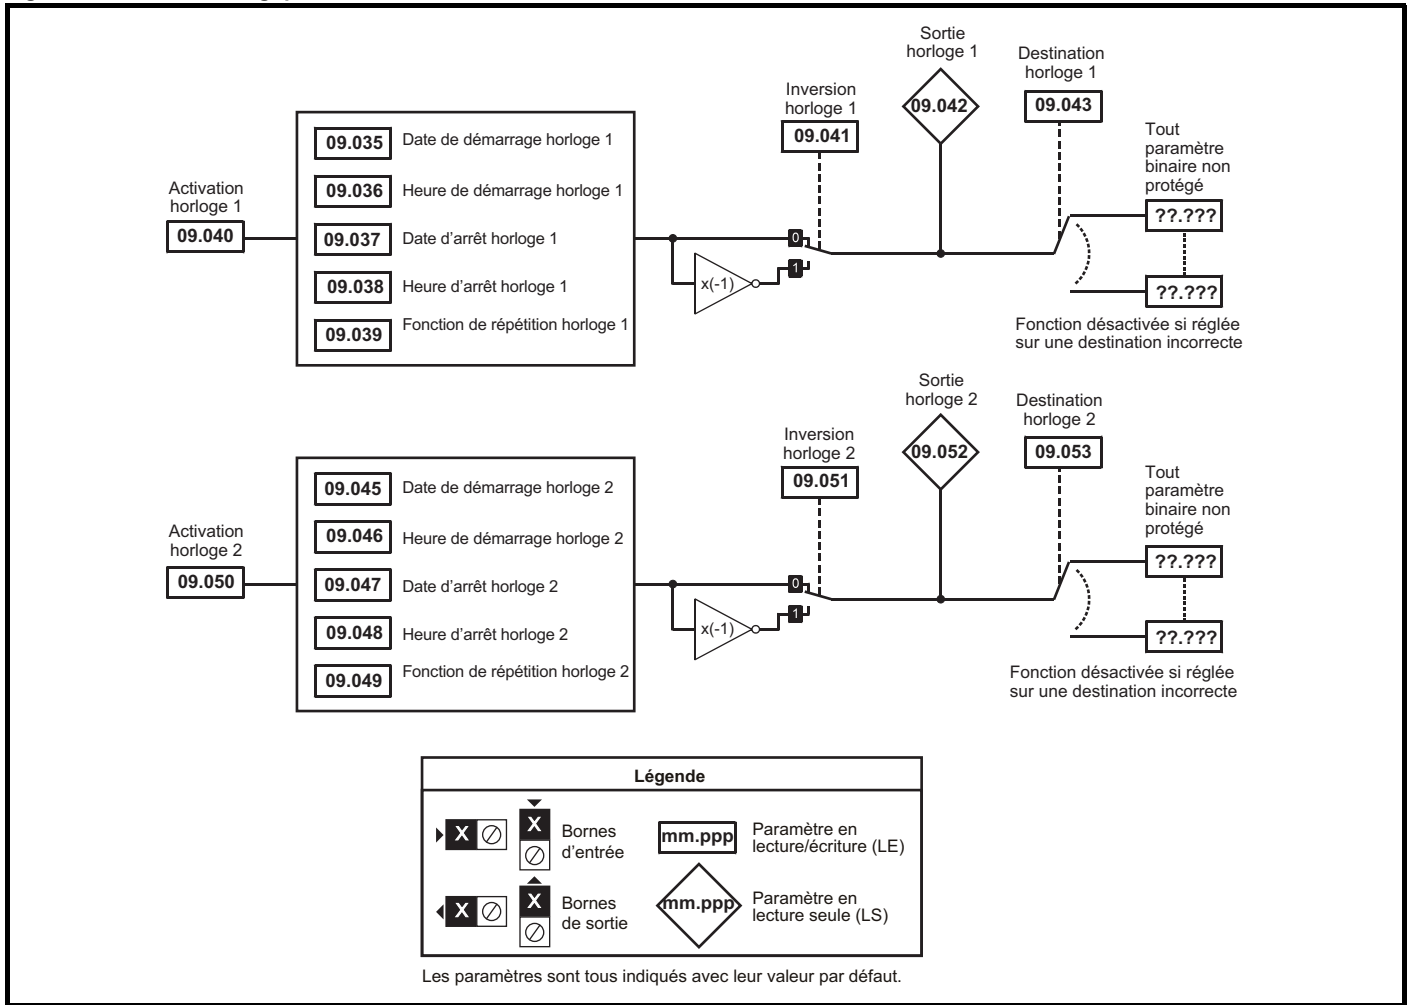 Activation
horloge 1
09.040
09.035 Date de démarrage horloge 1
09.036 Heure de démarrage horloge 1
09.037 Date d'arrêt horloge 1
09.038 Heure d'arrêt horloge 1
09.039 Fonction de répétition horloge 1
x(-1)
0
1
Inversion
horloge 1
09.041
Sortie
horloge 1
09.042
Destination
horloge 1
09.043
Tout
paramètre
binaire non
protégé
??.???
??.???
Fonction désactivée si réglée
sur une destination incorrecte
Activation
horloge 2
09.050
09.045 Date de démarrage horloge 2
09.046 Heure de démarrage horloge 2
09.047 Date d'arrêt horloge 2
09.048 Heure d'arrêt horloge 2
09.049 Fonction de répétition horloge 2
x(-1)
0
1
Inversion
horloge 2
09.051
Sortie
horloge 2
09.052
Destination
horloge 2
09.053
Tout
paramètre
binaire non
protégé
??.???
??.???
Fonction désactivée si réglée
sur une destination incorrecte
Légende
X
X
Bornes
d'entrée
mm.ppp
Paramètre en
lecture/écriture (LE)
X
X
Bornes
de sortie
mm.ppp
Paramètre en
lecture seule (LS)
Les paramètres sont tous indiqués avec leur valeur par défaut.